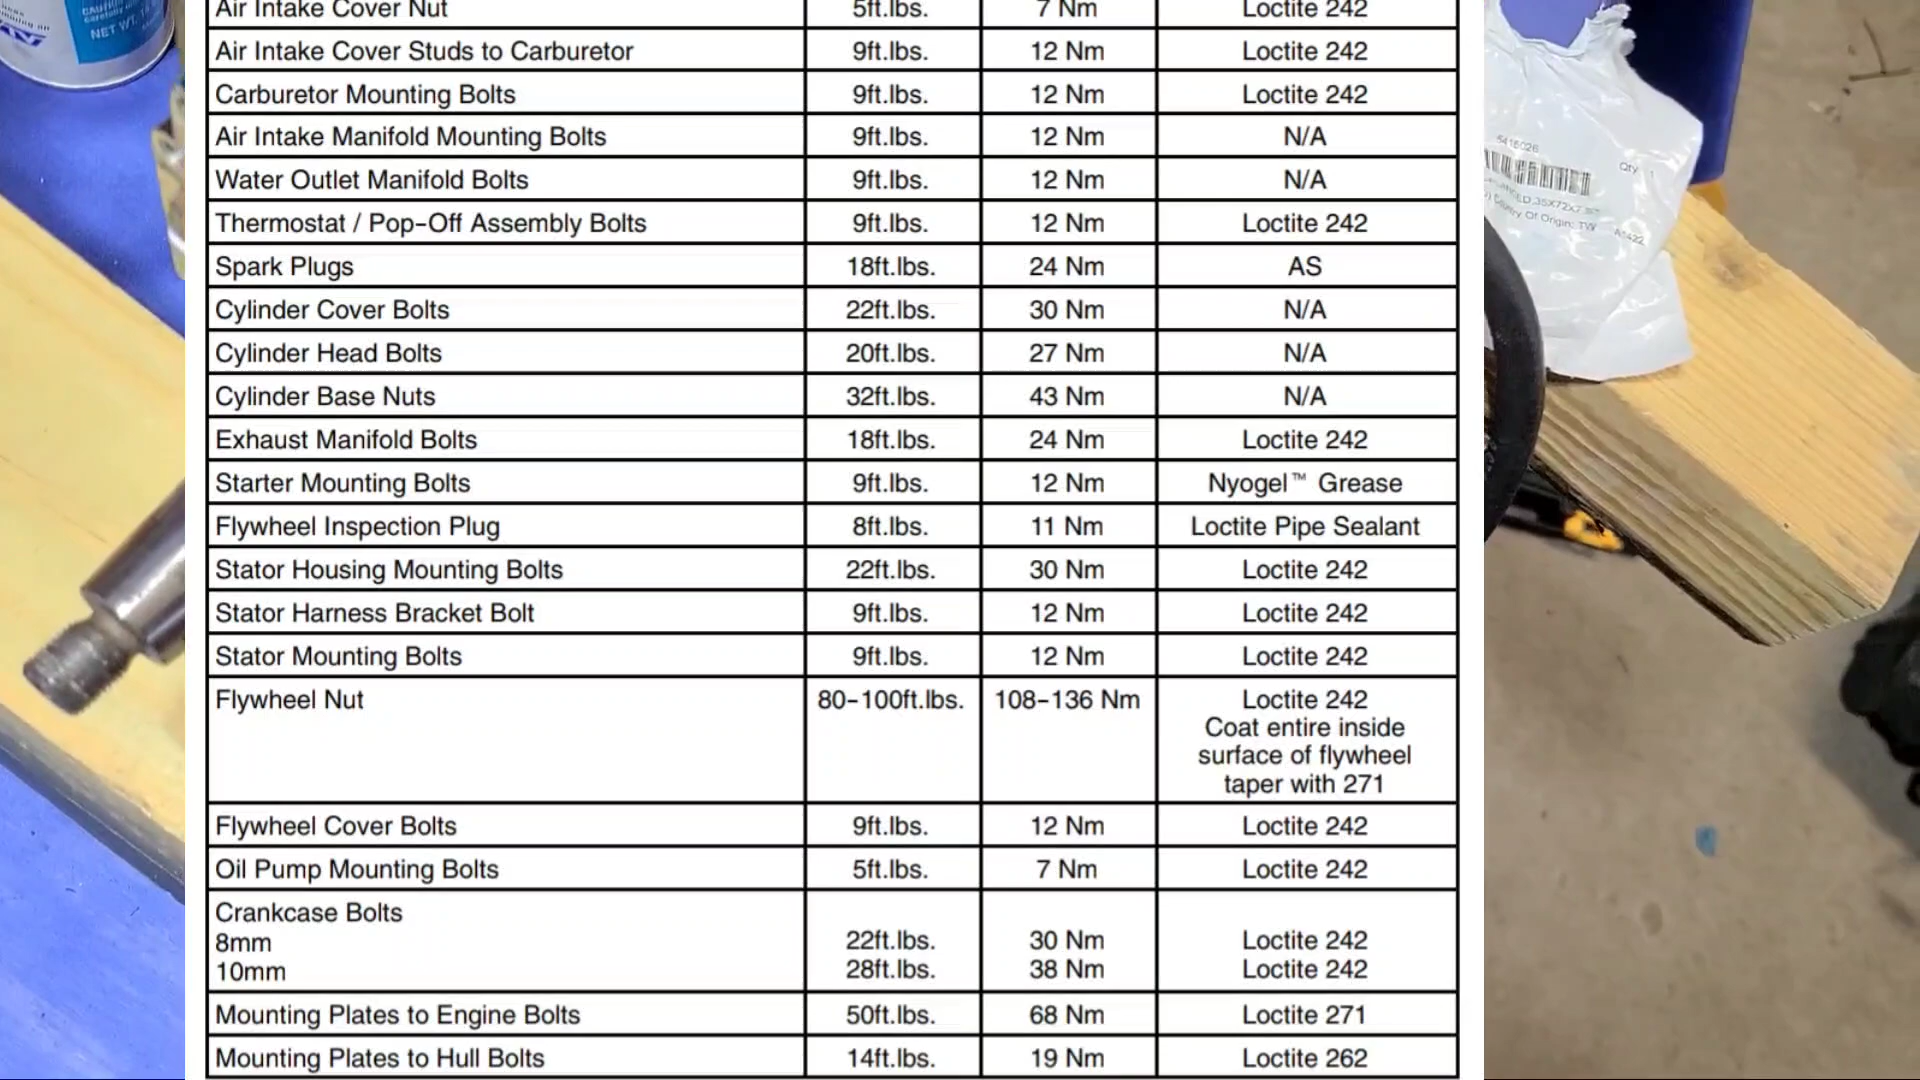 CAUTION
NET WT.
Air Intake Cover Nut 5ft.lbs. 7 Nm Loctite 242
Air Intake Cover Studs to Carburetor 9ft.lbs. 12 Nm Loctite 242
Carburetor Mounting Bolts 9ft.lbs. 12 Nm Loctite 242
Air Intake Manifold Mounting Bolts 9ft.lbs. 12 Nm N/A
Water Outlet Manifold Bolts 9ft.lbs. 12 Nm N/A
Thermostat / Pop-Off Assembly Bolts 9ft.lbs. 12 Nm Loctite 242
Spark Plugs 18ft.lbs. 24 Nm AS
Cylinder Cover Bolts 22ft.lbs. 30 Nm N/A
Cylinder Head Bolts 20ft.lbs. 27 Nm N/A
Cylinder Base Nuts 32ft.lbs. 43 Nm N/A
Exhaust Manifold Bolts 18ft.lbs. 24 Nm Loctite 242
Starter Mounting Bolts 9ft.lbs. 12 Nm Nyogel™ Grease
Flywheel Inspection Plug 8ft.lbs. 11 Nm Loctite Pipe Sealant
Stator Housing Mounting Bolts 22ft.lbs. 30 Nm Loctite 242
Stator Harness Bracket Bolt 9ft.lbs. 12 Nm Loctite 242
Stator Mounting Bolts 9ft.lbs. 12 Nm Loctite 242
Flywheel Nut 80-100ft.lbs. 108-136 Nm Loctite 242
Coat entire inside
surface of flywheel
taper with 271
Flywheel Cover Bolts 9ft.lbs. 12 Nm Loctite 242
Oil Pump Mounting Bolts 5ft.lbs. 7 Nm Loctite 242
Crankcase Bolts
8mm 22ft.lbs. 30 Nm Loctite 242
10mm 28ft.lbs. 38 Nm Loctite 242
Mounting Plates to Engine Bolts 50ft.lbs. 68 Nm Loctite 271
Mounting Plates to Hull Bolts 14ft.lbs. 19 Nm Loctite 262
5416026
Qty 1
Country Of Origin: TW A1422